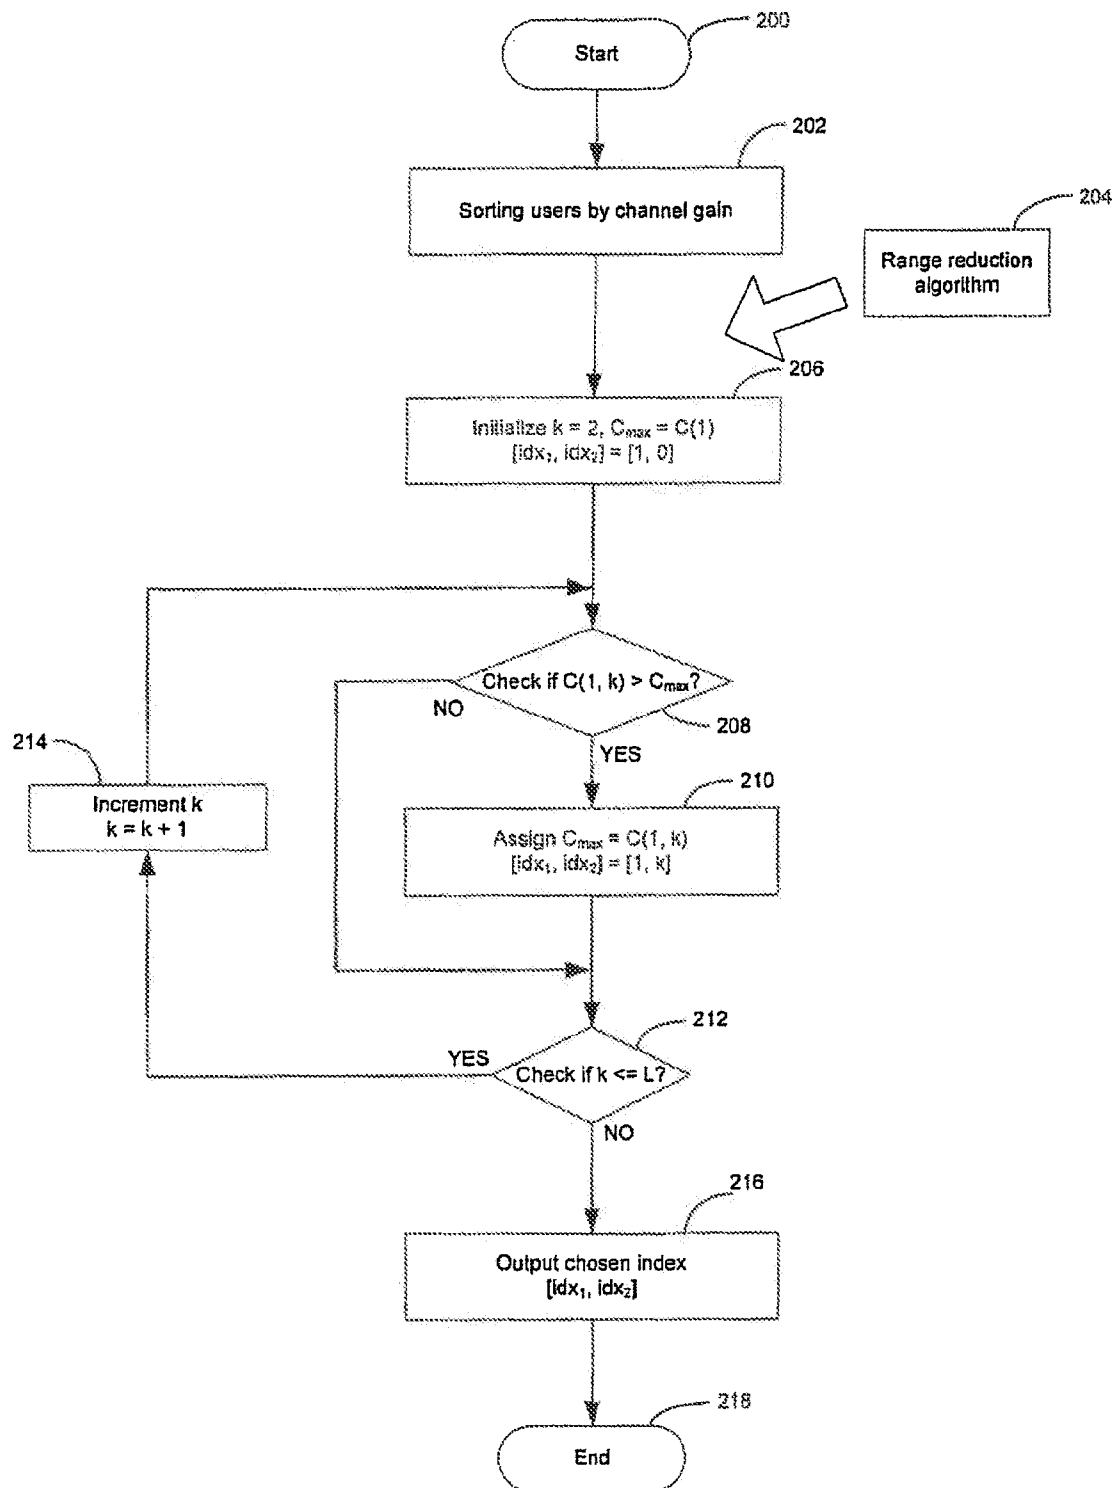 200
Start
202
Sorting users by channel gain
204
Range reduction
algorithm
206
Initialize k = 2, Cmax = C(1)
[idx₁, idx₂] = [1, 0]
Check if C(1, k) > Cmax?
NO
208
YES
214
Increment k
k = k + 1
210
Assign Cmax = C(1, k)
[idx₁, idx₂] = [1, k]
212
YES
Check if k <= L?
NO
216
Output chosen index
[idx₁, idx₂]
218
End